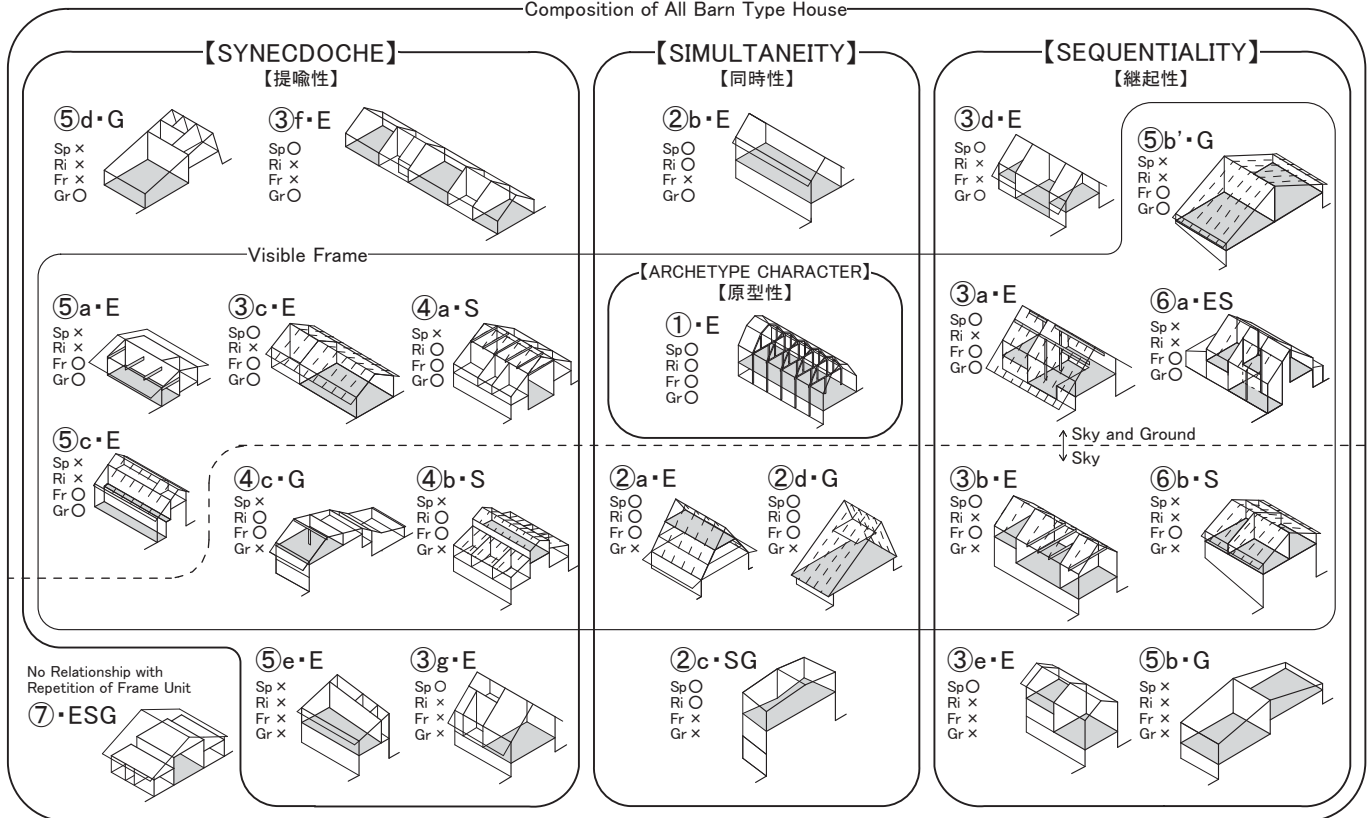 Composition of All Barn Type House
【SYNECDOCHE】
【提喩性】
⑤d・G
Sp ×
Ri ×
Fr ×
Gr ○
③f・E
Sp ○
Ri ×
Fr ×
Gr ○
【SIMULTANEITY】
【同時性】
②b・E
Sp ○
Ri ○
Fr ×
Gr ○
【SEQUENTIALITY】
【継起性】
③d・E
Sp ○
Ri ×
Fr ×
Gr ○
⑤b'・G
Sp ×
Ri ×
Fr ○
Gr ○
Visible Frame
⑤a・E
Sp ×
Ri ×
Fr ○
Gr ○
③c・E
Sp ○
Ri ×
Fr ○
Gr ○
④a・S
Sp ×
Ri ○
Fr ○
Gr ○
【ARCHETYPE CHARACTER】
【原型性】
①・E
Sp ○
Ri ○
Fr ○
Gr ○
③a・E
Sp ○
Ri ×
Fr ○
Gr ○
⑥a・ES
Sp ×
Ri ×
Fr ○
Gr ○
↑ Sky and Ground
↓ Sky
⑤c・E
Sp ×
Ri ×
Fr ○
Gr ○
④c・G
Sp ×
Ri ○
Fr ○
Gr ×
④b・S
Sp ×
Ri ○
Fr ○
Gr ×
②a・E
Sp ○
Ri ○
Fr ○
Gr ×
②d・G
Sp ○
Ri ○
Fr ○
Gr ×
③b・E
Sp ○
Ri ×
Fr ○
Gr ×
⑥b・S
Sp ×
Ri ×
Fr ○
Gr ×
No Relationship with
Repetition of Frame Unit
⑦・ESG
⑤e・E
Sp ×
Ri ×
Fr ×
Gr ×
③g・E
Sp ○
Ri ×
Fr ×
Gr ×
②c・SG
Sp ○
Ri ○
Fr ×
Gr ×
③e・E
Sp ○
Ri ×
Fr ×
Gr ×
⑤b・G
Sp ×
Ri ×
Fr ×
Gr ×